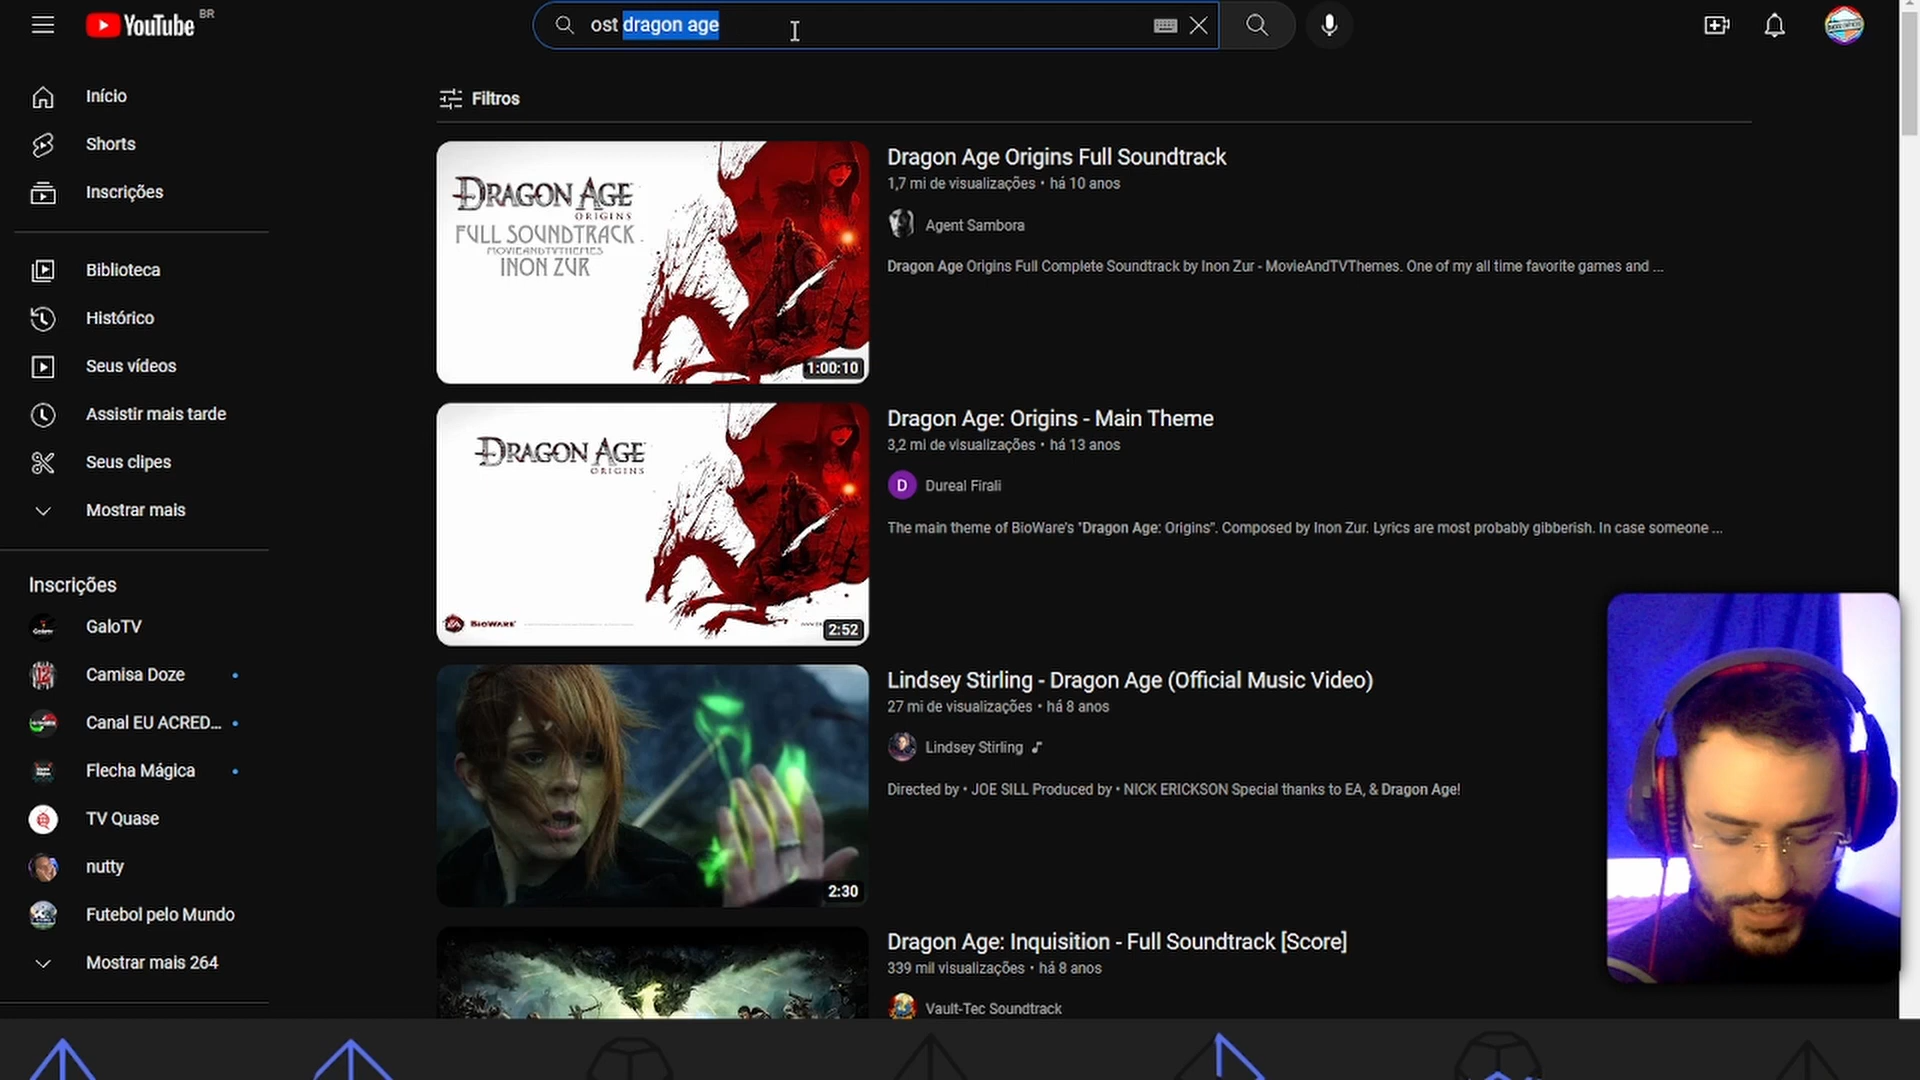 YouTube BR
ost dragon age
Início
Shorts
Inscrições
Biblioteca
Histórico
Seus vídeos
Assistir mais tarde
Seus clipes
Mostrar mais
Inscrições
GaloTV
Camisa Doze
Canal EU ACRED...
Flecha Mágica
TV Quase
nutty
Futebol pelo Mundo
Mostrar mais 264
Filtros
DRAGON AGE
ORIGINS
FULL SOUNDTRACK
MOVIEANDTVTHEMES
INON ZUR
1:00:10
Dragon Age Origins Full Soundtrack
1,7 mi de visualizações • há 10 anos
Agent Sambora
Dragon Age Origins Full Complete Soundtrack by Inon Zur - MovieAndTVThemes. One of my all time favorite games and ...
DRAGON AGE
ORIGINS
EA BIOWARE
2:52
Dragon Age: Origins - Main Theme
3,2 mi de visualizações • há 13 anos
D Dureal Firali
The main theme of BioWare's "Dragon Age: Origins". Composed by Inon Zur. Lyrics are most probably gibberish. In case someone ...
2:30
Lindsey Stirling - Dragon Age (Official Music Video)
27 mi de visualizações • há 8 anos
Lindsey Stirling
Directed by • JOE SILL Produced by • NICK ERICKSON Special thanks to EA, & Dragon Age!
Dragon Age: Inquisition - Full Soundtrack [Score]
339 mil visualizações • há 8 anos
Vault-Tec Soundtrack